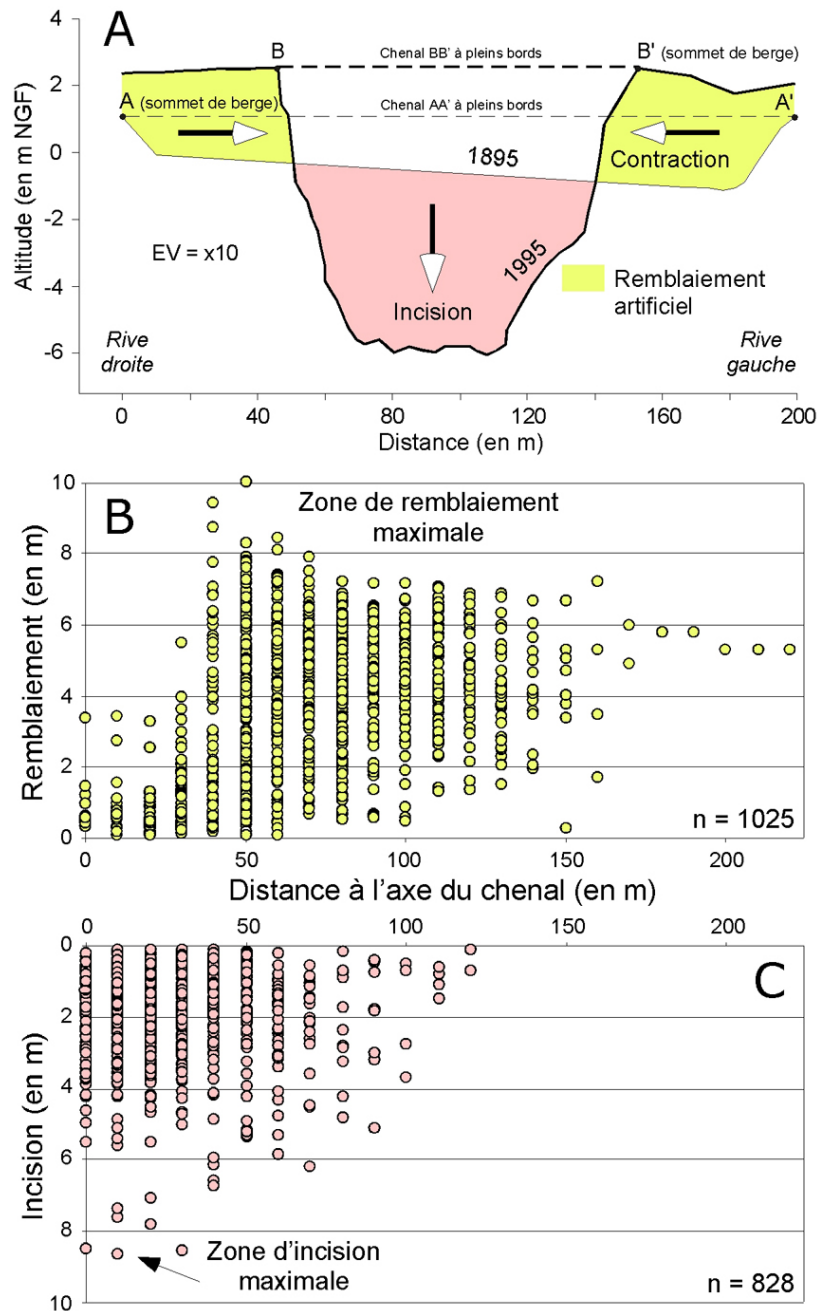 A
4
2
0
-2
-4
-6
Altitude (en m NGF)
B
Chenal BB' à pleins bords
B' (sommet de berge)
A (sommet de berge)
Chenal AA' à pleins bords
A'
1895
Contraction
1995
EV = x10
Incision
Remblaiement
artificiel
Rive
droite
Rive
gauche
0 40 80 120 160 200
Distance (en m)
B
Zone de remblaiement
maximale
10
8
6
4
2
0
Remblaiement (en m)
n = 1025
0 50 100 150 200
Distance à l'axe du chenal (en m)
0 50 100 150 200
C
0
2
4
6
8
10
Incision (en m)
Zone d'incision
maximale
n = 828